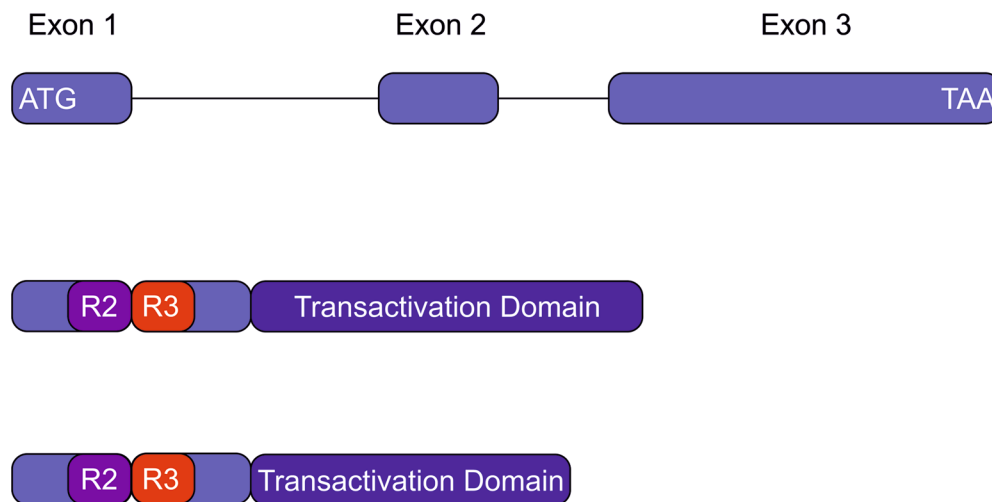 Exon 1 Exon 2 Exon 3
ATG TAA
R2 R3 Transactivation Domain
R2 R3 Transactivation Domain